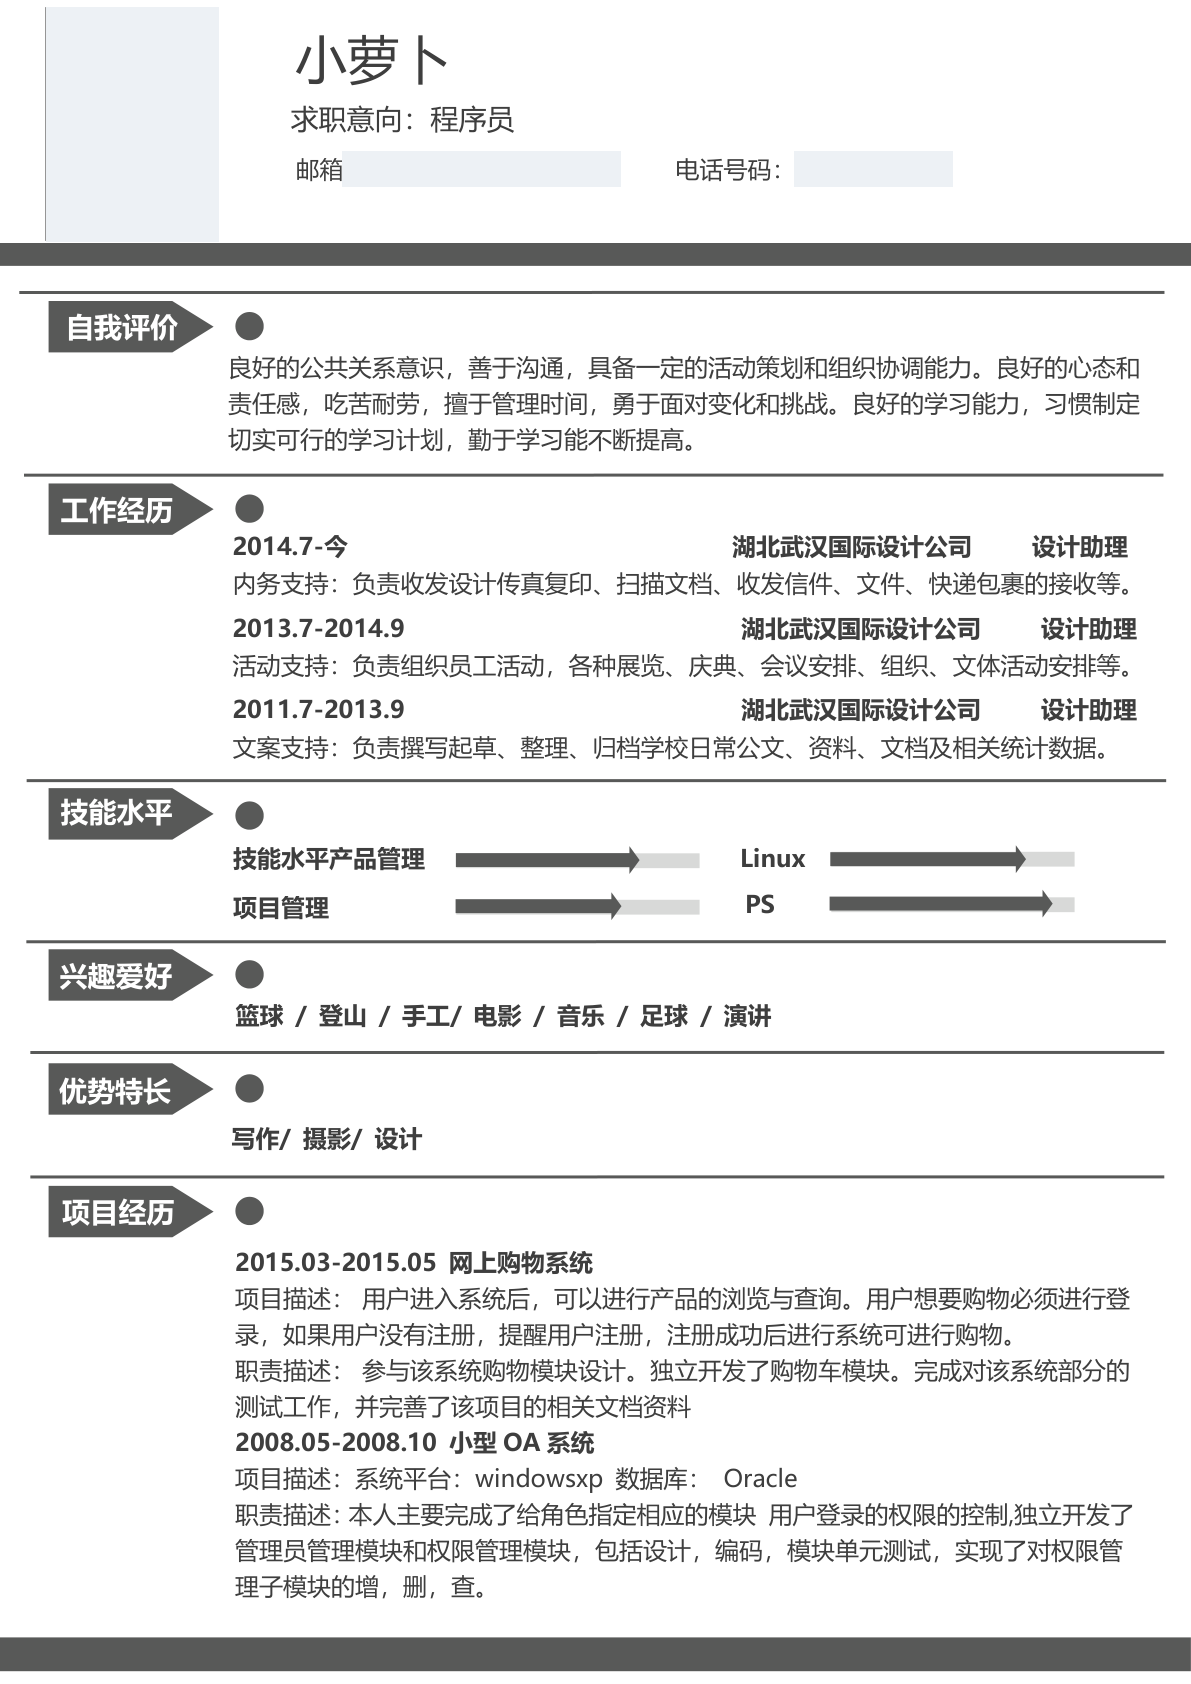 小萝卜
求职意向：程序员
邮箱 电话号码：
自我评价
良好的公共关系意识，善于沟通，具备一定的活动策划和组织协调能力。良好的心态和
责任感，吃苦耐劳，擅于管理时间，勇于面对变化和挑战。良好的学习能力，习惯制定
切实可行的学习计划，勤于学习能不断提高。
工作经历
2014.7-今 湖北武汉国际设计公司 设计助理
内务支持：负责收发设计传真复印、扫描文档、收发信件、文件、快递包裹的接收等。
2013.7-2014.9 湖北武汉国际设计公司 设计助理
活动支持：负责组织员工活动，各种展览、庆典、会议安排、组织、文体活动安排等。
2011.7-2013.9 湖北武汉国际设计公司 设计助理
文案支持：负责撰写起草、整理、归档学校日常公文、资料、文档及相关统计数据。
技能水平
技能水平产品管理 Linux
项目管理 PS
兴趣爱好
篮球 / 登山 / 手工/ 电影 / 音乐 / 足球 / 演讲
优势特长
写作/ 摄影/ 设计
项目经历
2015.03-2015.05 网上购物系统
项目描述： 用户进入系统后，可以进行产品的浏览与查询。用户想要购物必须进行登
录，如果用户没有注册，提醒用户注册，注册成功后进行系统可进行购物。
职责描述： 参与该系统购物模块设计。独立开发了购物车模块。完成对该系统部分的
测试工作，并完善了该项目的相关文档资料
2008.05-2008.10 小型 OA 系统
项目描述：系统平台：windowsxp 数据库： Oracle
职责描述：本人主要完成了给角色指定相应的模块 用户登录的权限的控制,独立开发了
管理员管理模块和权限管理模块，包括设计，编码，模块单元测试，实现了对权限管
理子模块的增，删，查。